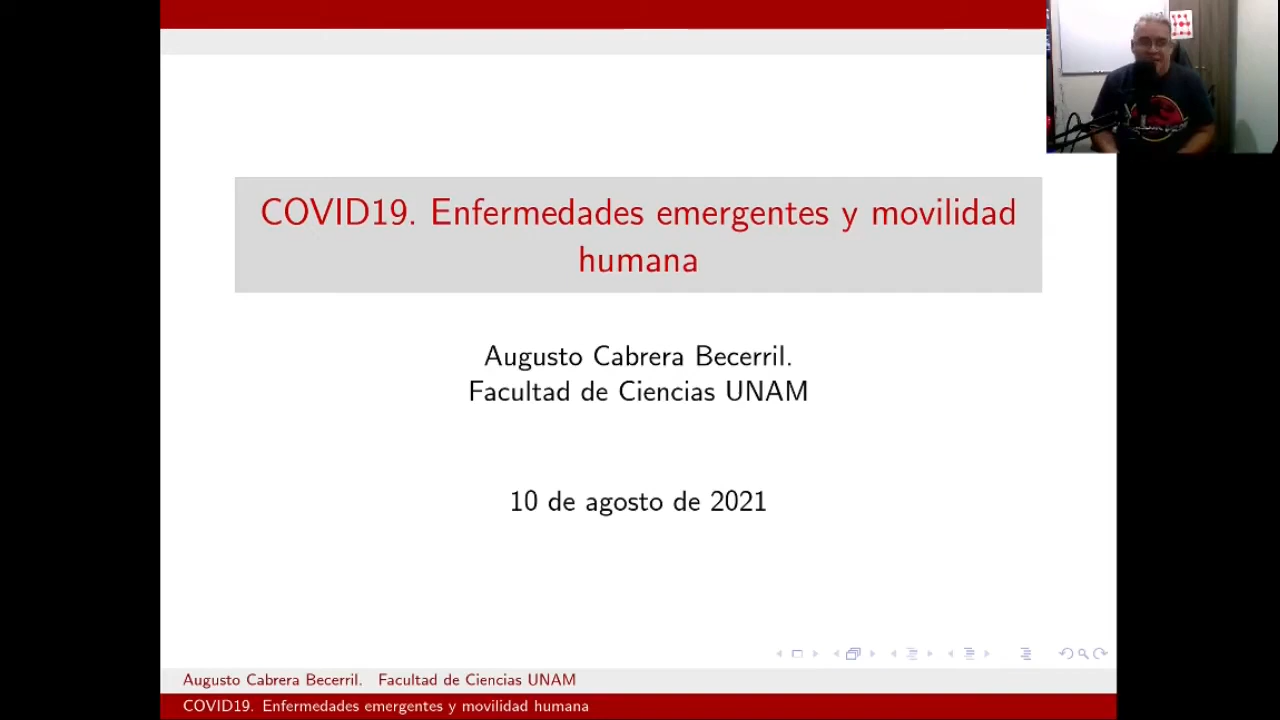 COVID19. Enfermedades emergentes y movilidad
humana
Augusto Cabrera Becerril.
Facultad de Ciencias UNAM
10 de agosto de 2021
Augusto Cabrera Becerril. Facultad de Ciencias UNAM
COVID19. Enfermedades emergentes y movilidad humana